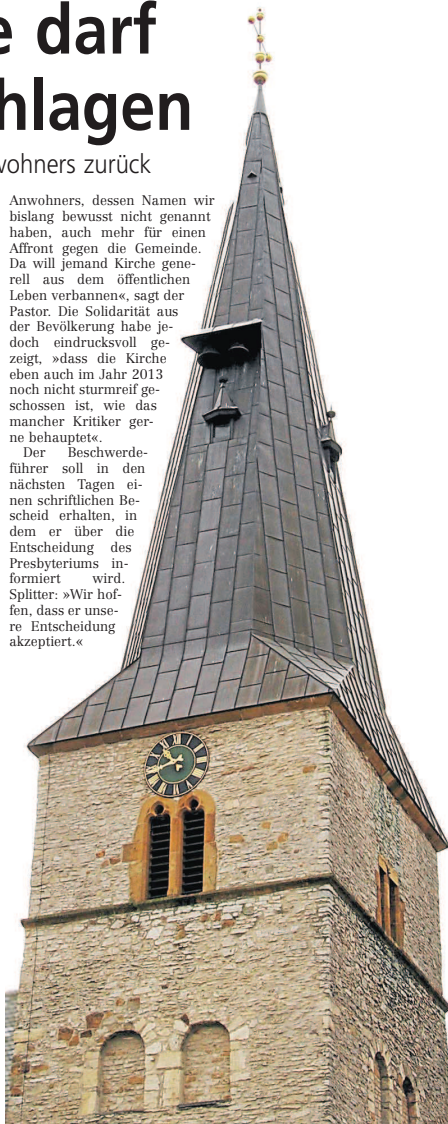 e darf
hlagen
wohners zurück
Anwohners, dessen Namen wir
bislang bewusst nicht genannt
haben, auch mehr für einen
Affront gegen die Gemeinde.
Da will jemand Kirche gene-
rell aus dem öffentlichen
Leben verbannen«, sagt der
Pastor. Die Solidarität aus
der Bevölkerung habe je-
doch eindrucksvoll ge-
zeigt, »dass die Kirche
eben auch im Jahr 2013
noch nicht sturmreif ge-
schossen ist, wie das
mancher Kritiker ger-
ne behauptet«.
Der Beschwerde-
führer soll in den
nächsten Tagen ei-
nen schriftlichen Be-
scheid erhalten, in
dem er über die
Entscheidung des
Presbyteriums in-
formiert wird.
Splitter: »Wir hof-
fen, dass er unse-
re Entscheidung
akzeptiert.«